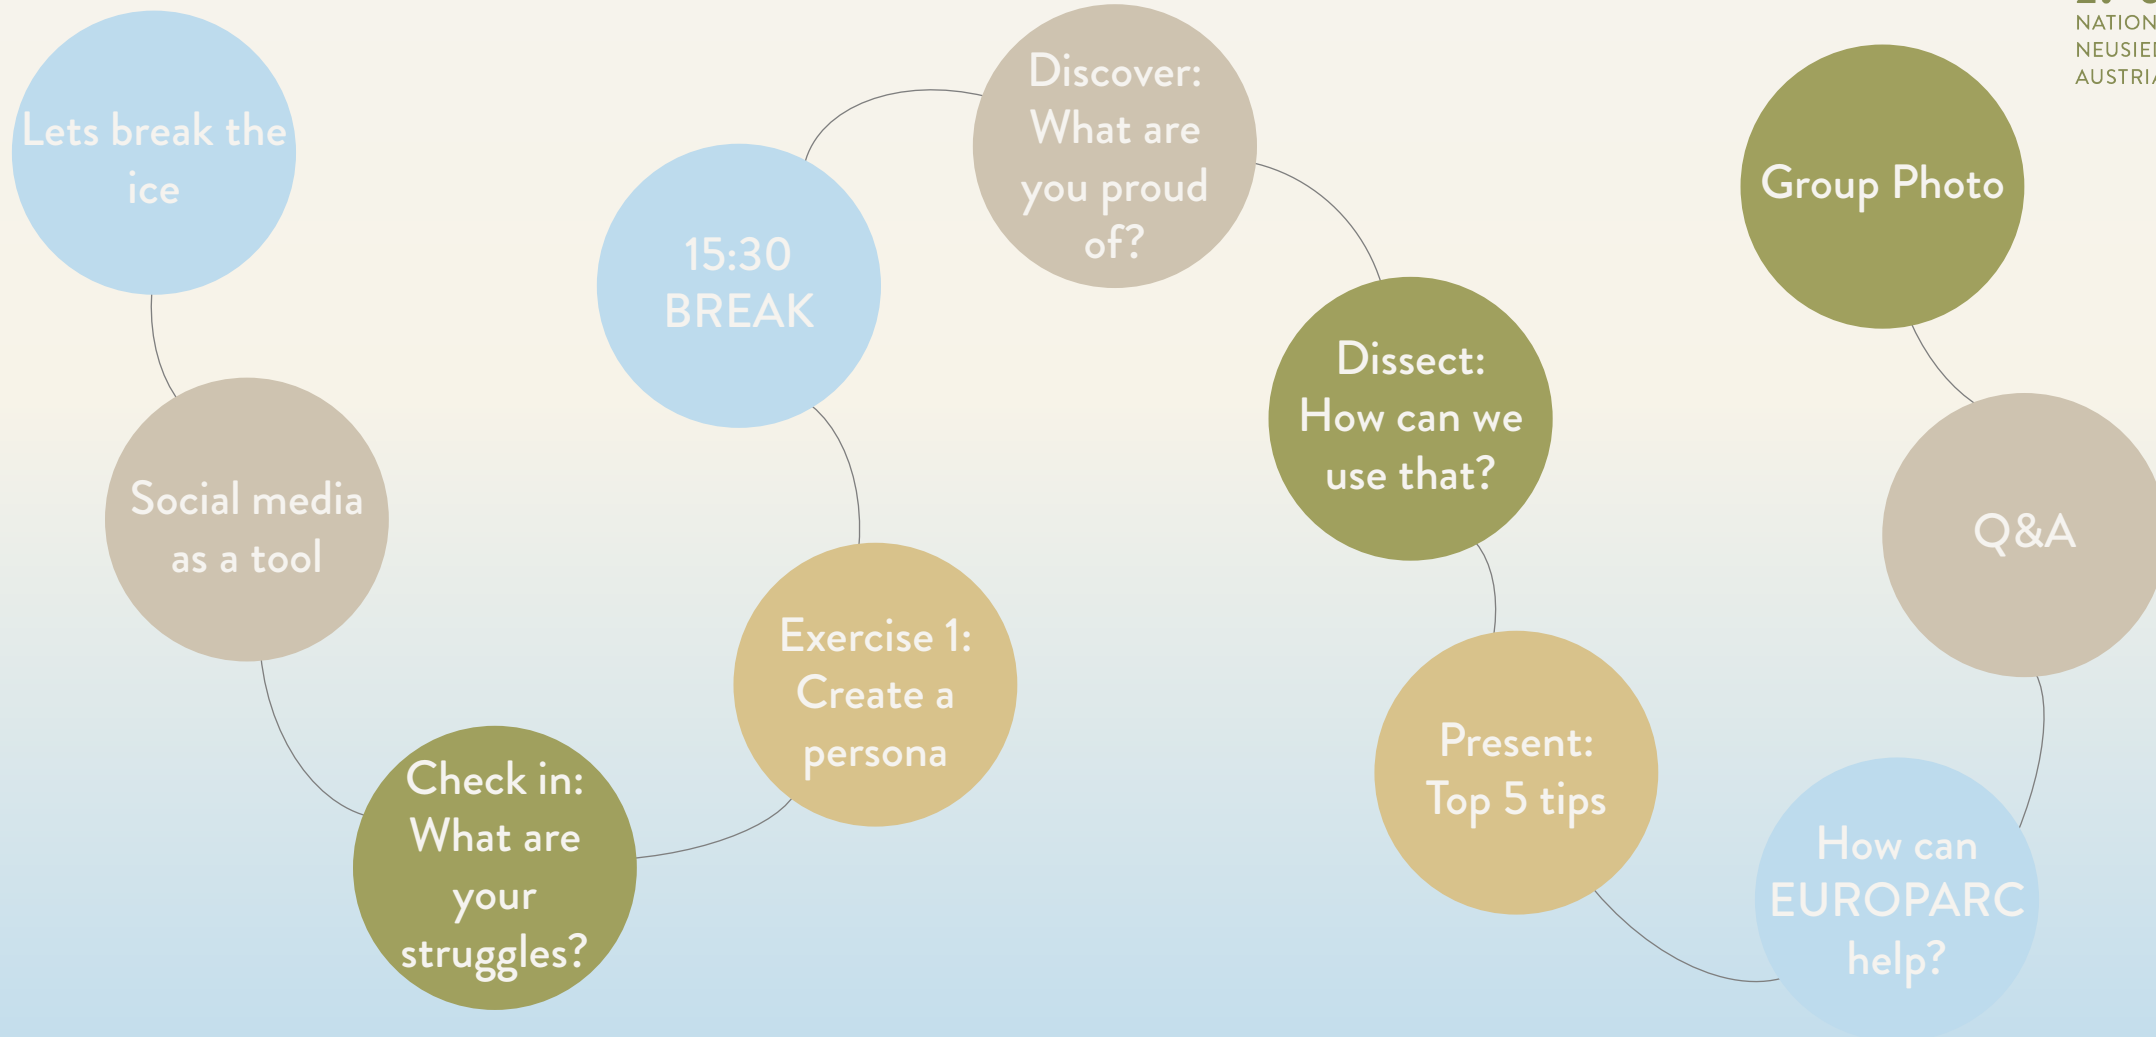 Lets break the
ice
Social media
as a tool
Check in:
What are
your
struggles?
Exercise 1:
Create a
persona
15:30
BREAK
Discover:
What are
you proud
of?
Dissect:
How can we
use that?
Present:
Top 5 tips
How can
EUROPARC
help?
Q&A
Group Photo
NATION
NEUSIED
AUSTRIA